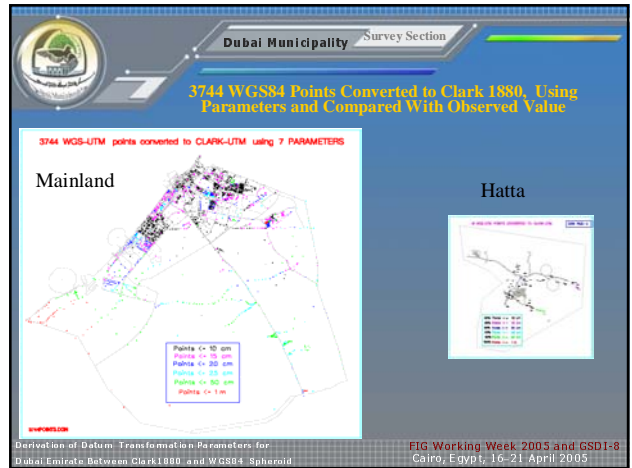 Dubai Municipality
Survey Section
3744 WGS84 Points Converted to Clark 1880, Using
Parameters and Compared With Observed Value
3744 WGS-UTM points converted to CLARK-UTM using 7 PARAMETERS
Mainland
Hatta
Points <= 10 cm
Points <= 15 cm
Points <= 20 cm
Points <= 50 cm
Points <= 1 m
Derivation of Datum Transformation Parameters for
Dubai Emirate Between Clark1880 and WGS84 Spheroid
FIG Working Week 2005 and GSDI-8
Cairo, Egypt, 16-21 April 2005